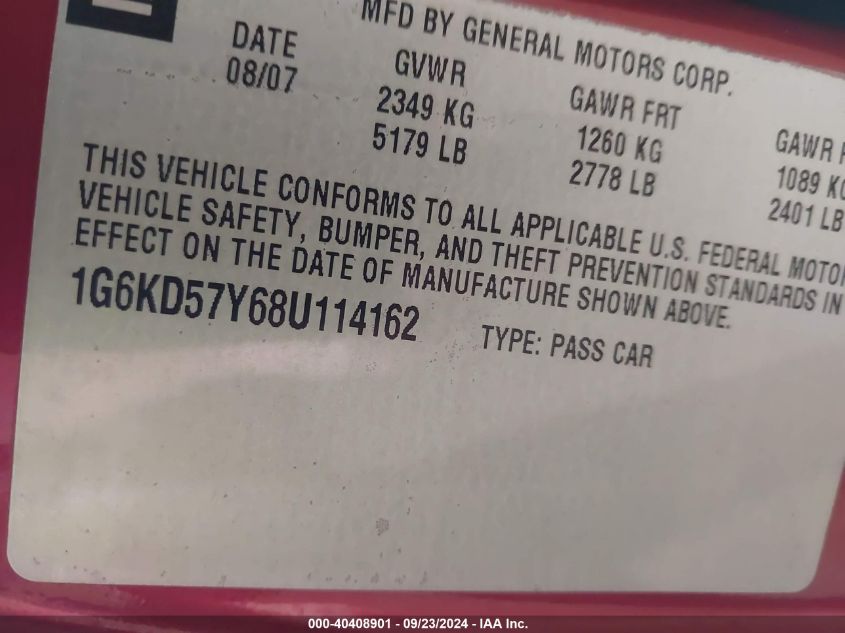 MFD BY GENERAL MOTORS CORP.
DATE GVWR GAWR FRT GAWR
08/07 2349 KG 1260 KG 1089 KG
5179 LB 2778 LB 2401 LB
THIS VEHICLE CONFORMS TO ALL APPLICABLE U.S. FEDERAL MOTOR
VEHICLE SAFETY, BUMPER, AND THEFT PREVENTION STANDARDS IN
EFFECT ON THE DATE OF MANUFACTURE SHOWN ABOVE.
1G6KD57Y68U114162 TYPE: PASS CAR
000-40408901 - 09/23/2024 - IAA Inc.